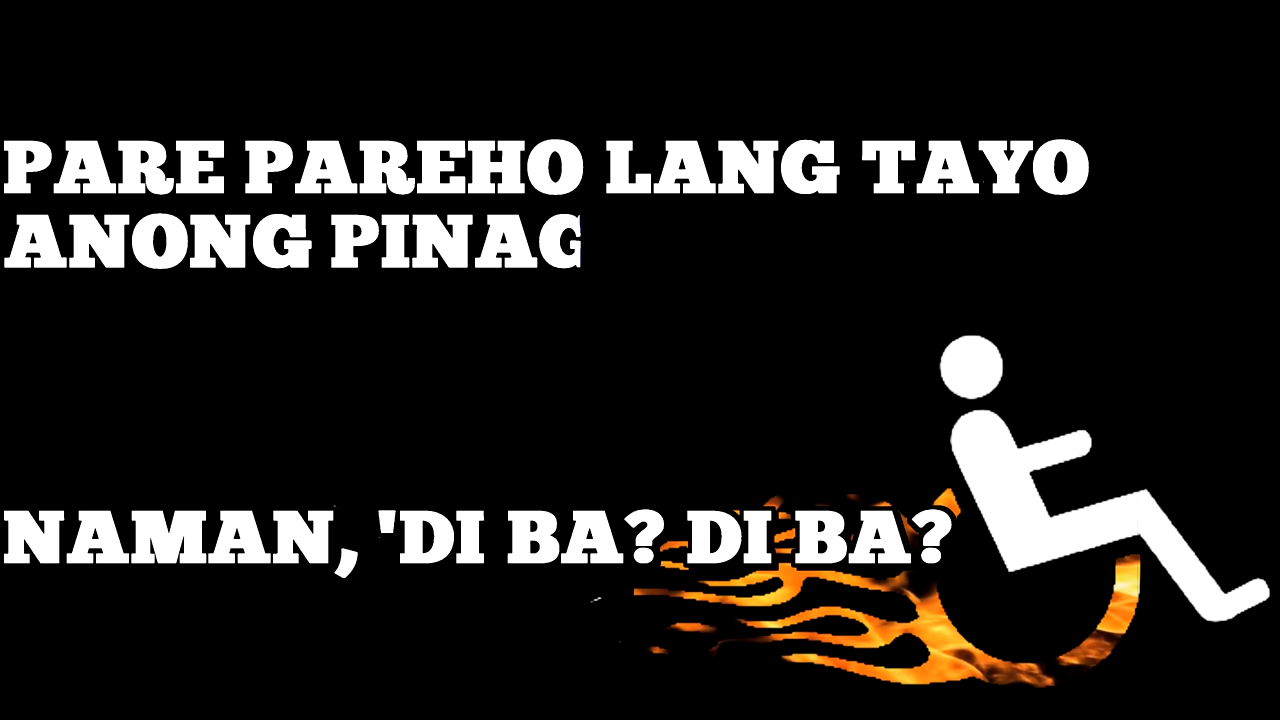 PARE PAREHO LANG TAYO
ANONG PINAG
NAMAN, 'DI BA? DI BA?